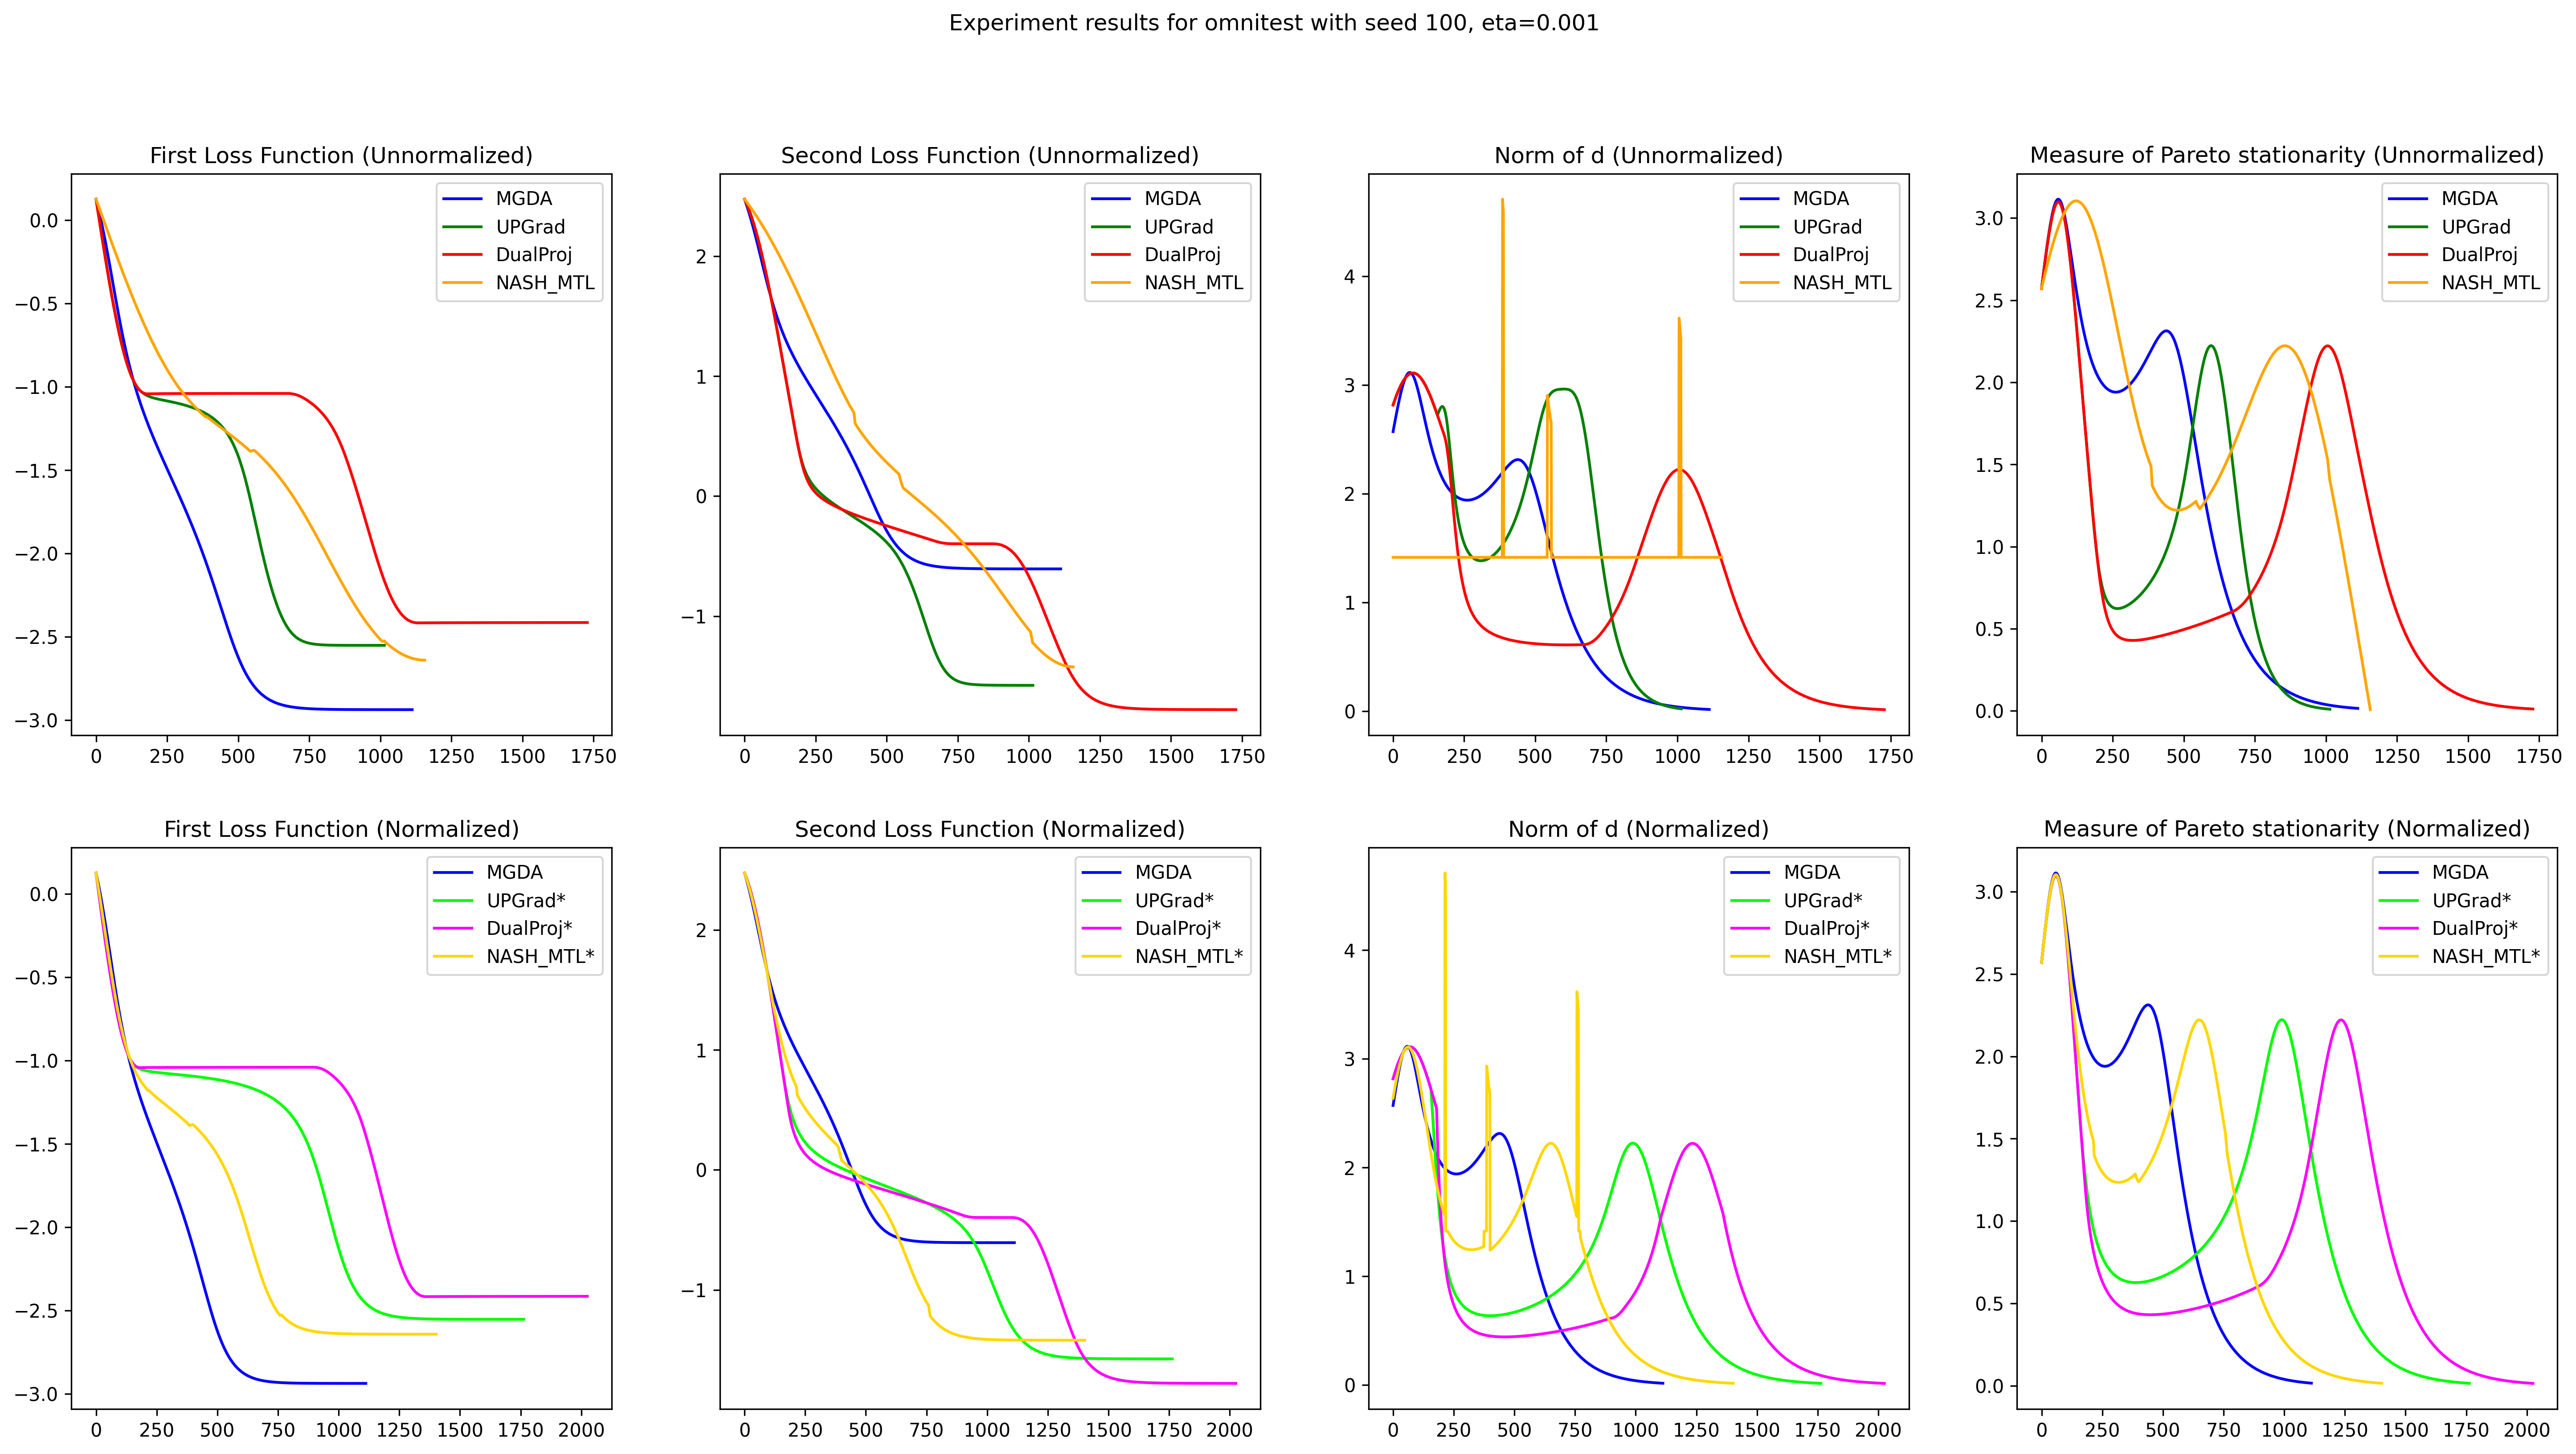 Experiment results for omnitest with seed 100, eta=0.001
First Loss Function (Unnormalized)
MGDA
UPGrad
DualProj
NASH_MTL
0.0
−0.5
−1.0
−1.5
−2.0
−2.5
−3.0
0 250 500 750 1000 1250 1500 1750
Second Loss Function (Unnormalized)
MGDA
UPGrad
DualProj
NASH_MTL
2
1
0
−1
0 250 500 750 1000 1250 1500 1750
Norm of d (Unnormalized)
MGDA
UPGrad
DualProj
NASH_MTL
4
3
2
1
0
0 250 500 750 1000 1250 1500 1750
Measure of Pareto stationarity (Unnormalized)
MGDA
UPGrad
DualProj
NASH_MTL
3.0
2.5
2.0
1.5
1.0
0.5
0.0
0 250 500 750 1000 1250 1500 1750
First Loss Function (Normalized)
MGDA
UPGrad*
DualProj*
NASH_MTL*
0.0
−0.5
−1.0
−1.5
−2.0
−2.5
−3.0
0 250 500 750 1000 1250 1500 1750 2000
Second Loss Function (Normalized)
MGDA
UPGrad*
DualProj*
NASH_MTL*
2
1
0
−1
0 250 500 750 1000 1250 1500 1750 2000
Norm of d (Normalized)
MGDA
UPGrad*
DualProj*
NASH_MTL*
4
3
2
1
0
0 250 500 750 1000 1250 1500 1750 2000
Measure of Pareto stationarity (Normalized)
MGDA
UPGrad*
DualProj*
NASH_MTL*
3.0
2.5
2.0
1.5
1.0
0.5
0.0
0 250 500 750 1000 1250 1500 1750 2000